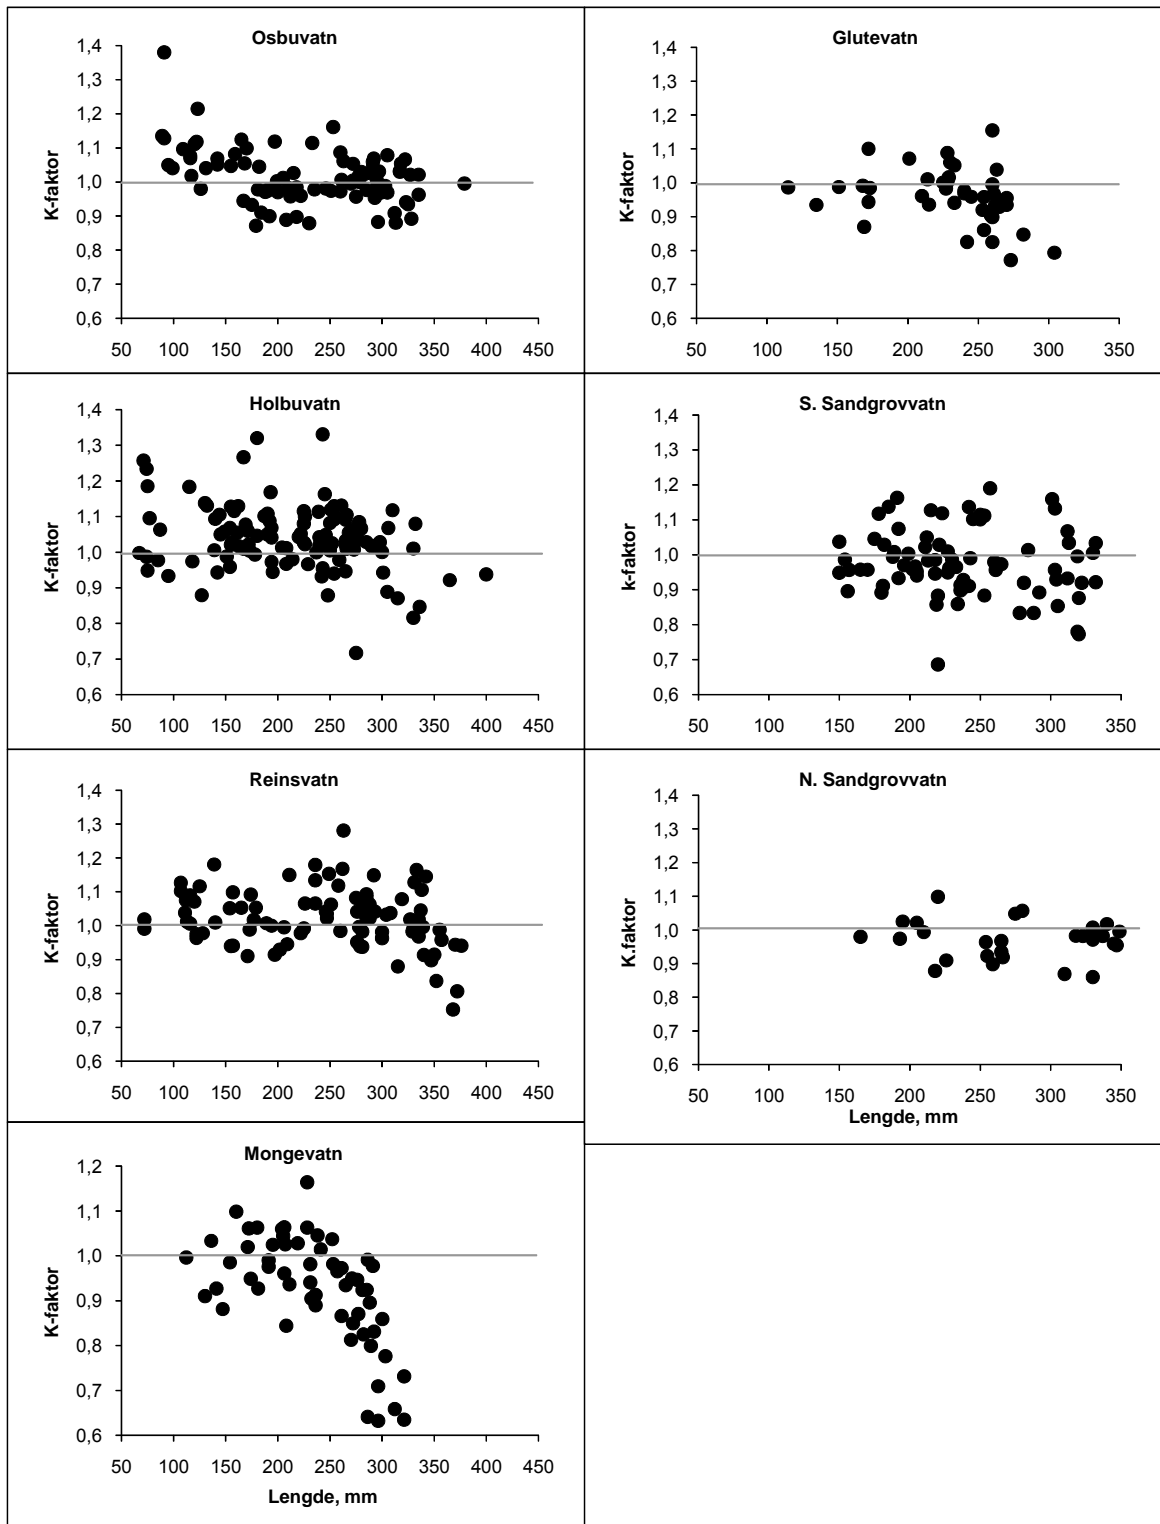 Osbuvatn
1,4
1,3
1,2
1,1
1,0
0,9
0,8
0,7
0,6
K-faktor
50 100 150 200 250 300 350 400 450
Glutevatn
1,4
1,3
1,2
1,1
1,0
0,9
0,8
0,7
0,6
K-faktor
50 100 150 200 250 300 350
Holbuvatn
1,4
1,3
1,2
1,1
1,0
0,9
0,8
0,7
0,6
K-faktor
50 100 150 200 250 300 350 400 450
S. Sandgrovvatn
1,4
1,3
1,2
1,1
1,0
0,9
0,8
0,7
0,6
k-faktor
50 100 150 200 250 300 350
Reinsvatn
1,4
1,3
1,2
1,1
1,0
0,9
0,8
0,7
0,6
K-faktor
50 100 150 200 250 300 350 400 450
N. Sandgrovvatn
1,4
1,3
1,2
1,1
1,0
0,9
0,8
0,7
0,6
K.faktor
50 100 150 200 250 300 350
Lengde, mm
Mongevatn
1,2
1,1
1,0
0,9
0,8
0,7
0,6
K-faktor
50 100 150 200 250 300 350 400 450
Lengde, mm